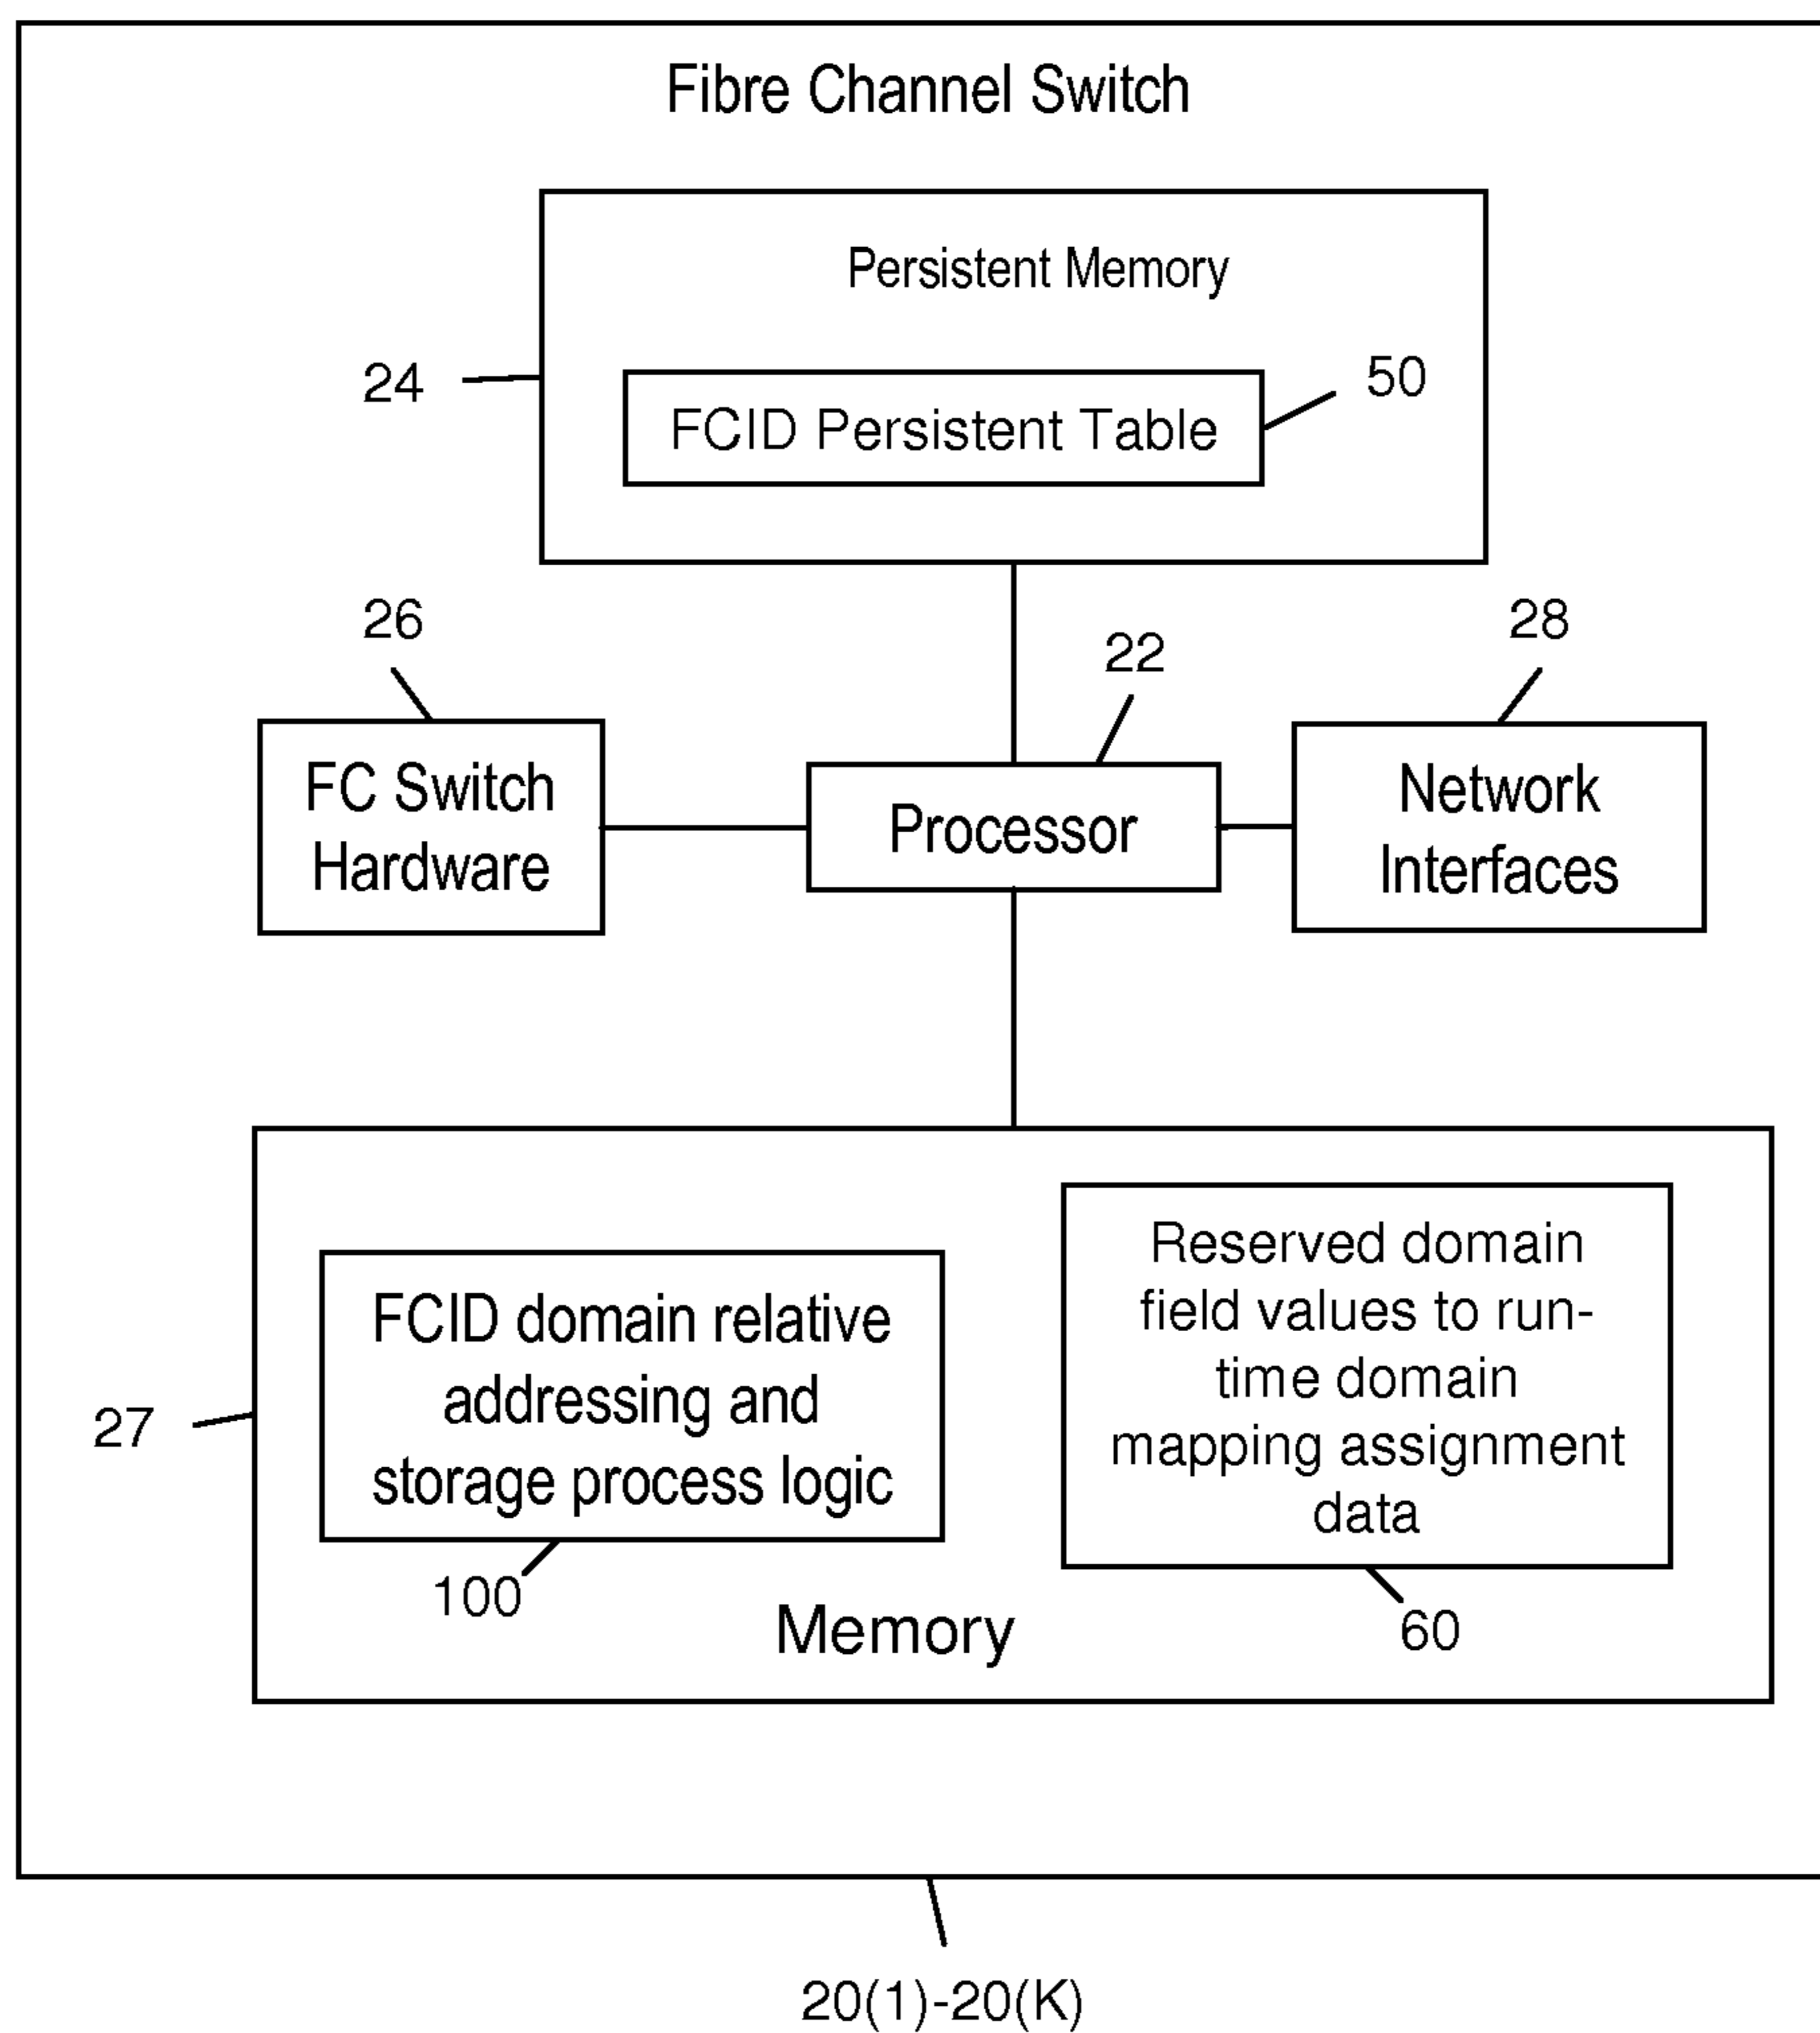 Fibre Channel Switch
Persistent Memory
24
50
FCID Persistent Table
26
22
28
FC Switch
Hardware
Processor
Network
Interfaces
27
FCID domain relative
addressing and
storage process logic
100
Reserved domain
field values to run-
time domain
mapping assignment
data
60
Memory
20(1)-20(K)